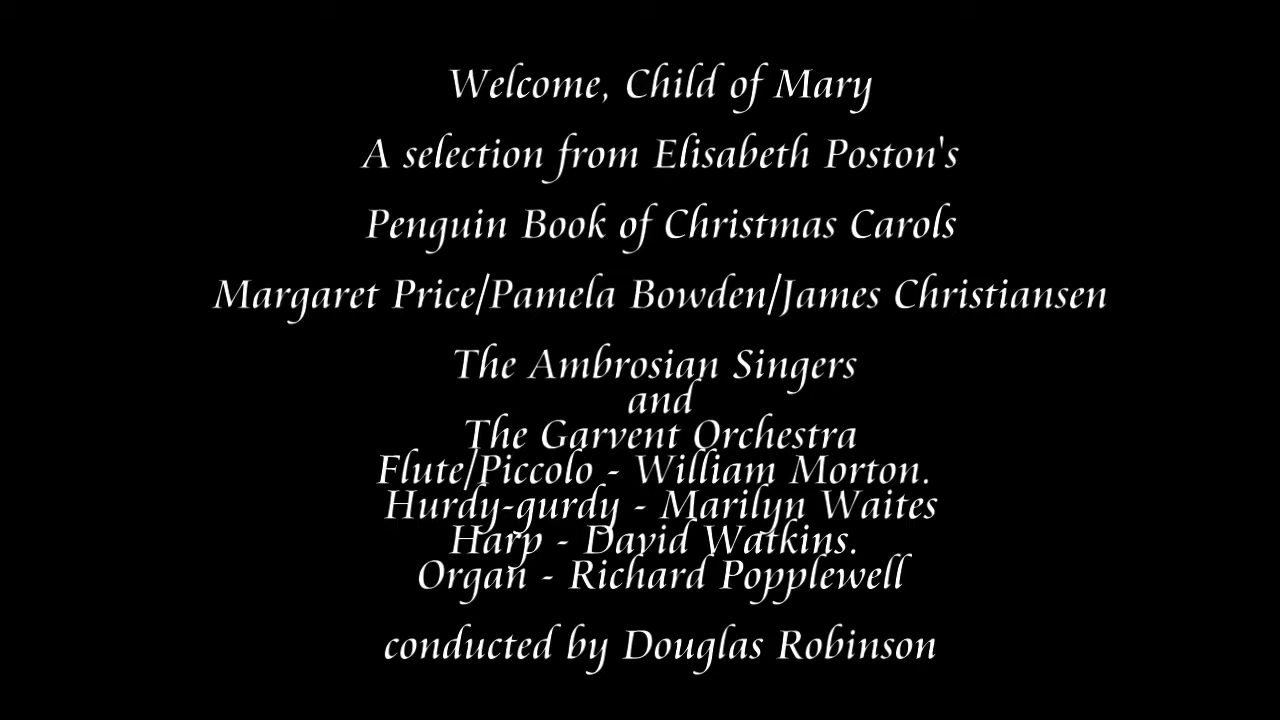 Welcome, Child of Mary
A selection from Elisabeth Poston's
Penguin Book of Christmas Carols
Margaret Price/Pamela Bowden/James Christiansen
The Ambrosian Singers
and
The Garvent Orchestra
Flute/Piccolo - William Morton.
Hurdy-gurdy - Marilyn Waites
Harp - David Watkins.
Organ - Richard Popplewell
conducted by Douglas Robinson